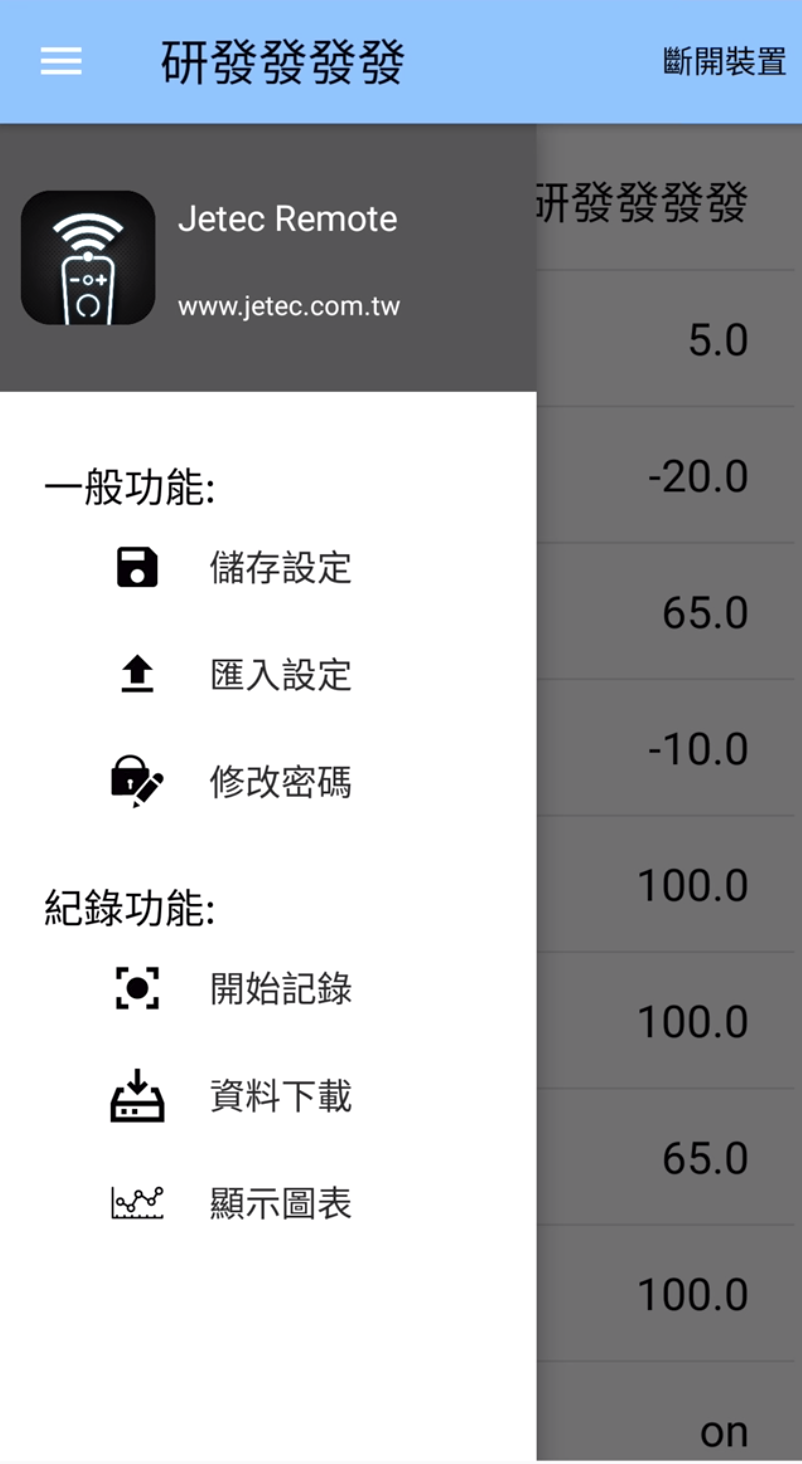 研發發發發
斷開裝置
Jetec Remote
www.jetec.com.tw
一般功能:
儲存設定
匯入設定
修改密碼
紀錄功能:
開始記錄
資料下載
顯示圖表
研發發發發
5.0
-20.0
65.0
-10.0
100.0
100.0
65.0
100.0
on